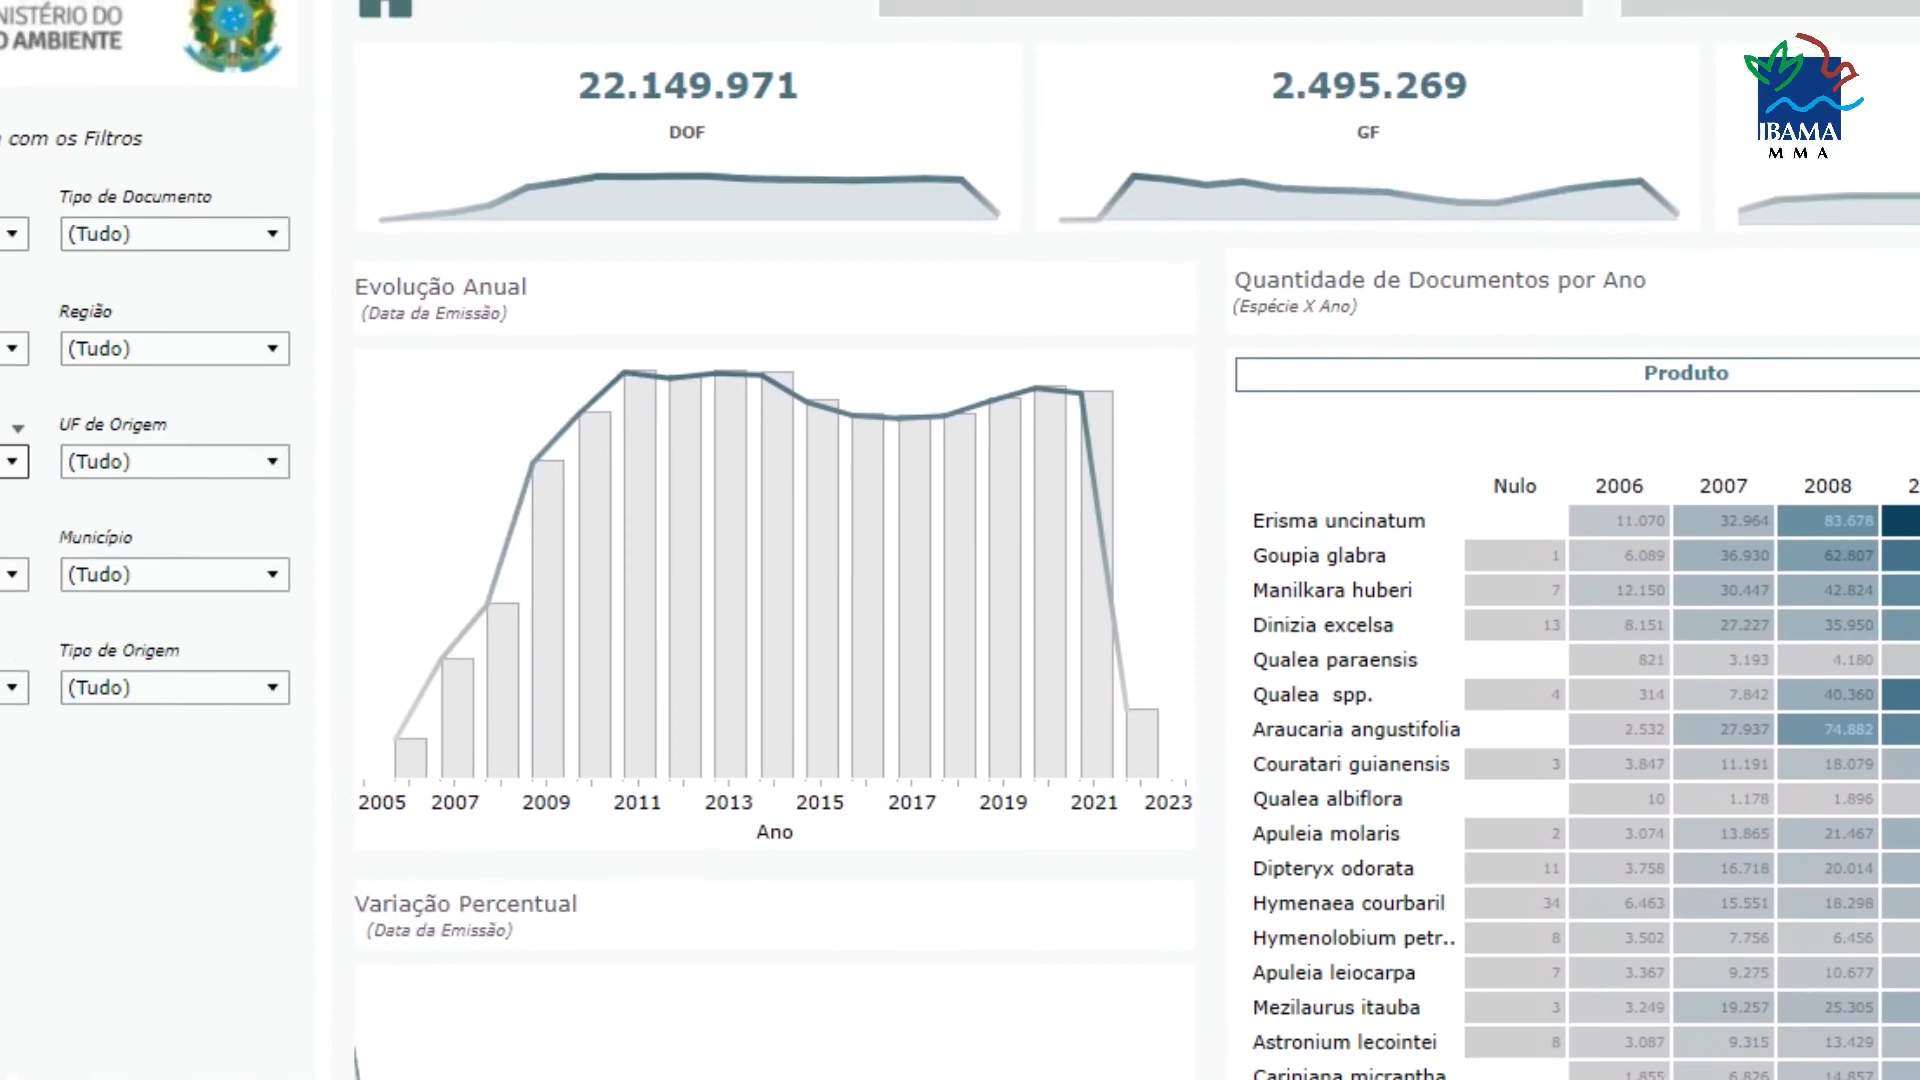 NISTÉRIO DO
O AMBIENTE
com os Filtros
Tipo de Documento
(Tudo)
Região
(Tudo)
UF de Origem
(Tudo)
Município
(Tudo)
Tipo de Origem
(Tudo)
22.149.971
DOF
2.495.269
GF
IBAMA
MMA
Evolução Anual
(Data da Emissão)
2005 2007 2009 2011 2013 2015 2017 2019 2021 2023
Ano
Variação Percentual
(Data da Emissão)
Quantidade de Documentos por Ano
(Espécie X Ano)
Produto
Nulo 2006 2007 2008 2
Erisma uncinatum 11.070 32.964 83.678
Goupia glabra 1 6.089 36.930 62.807
Manilkara huberi 7 12.150 30.447 42.824
Dinizia excelsa 13 8.151 27.227 35.950
Qualea paraensis 821 3.193 4.180
Qualea spp. 4 314 7.842 40.360
Araucaria angustifolia 2.532 27.937 74.882
Couratari guianensis 3 3.847 11.191 18.079
Qualea albiflora 10 1.178 1.896
Apuleia molaris 2 3.074 13.865 21.467
Dipteryx odorata 11 3.758 16.718 20.014
Hymenaea courbaril 34 6.463 15.551 18.298
Hymenolobium petr.. 8 3.502 7.756 6.456
Apuleia leiocarpa 7 3.367 9.275 10.677
Mezilaurus itauba 3 3.249 19.257 25.305
Astronium lecointei 8 3.087 9.315 13.429
Cariniana micrantha 1.855 6.826 14.857